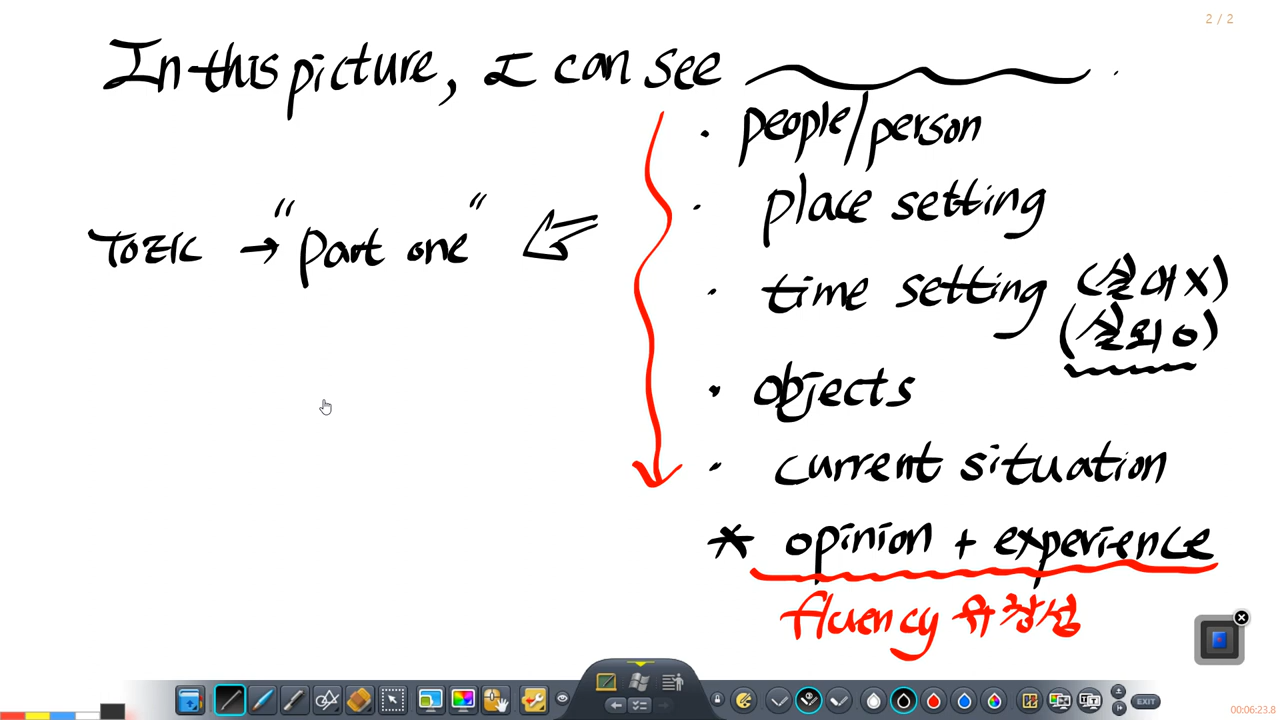 2 / 2
In this picture, I can see
· people/person
· place setting
TOZIC → "part one"
· time setting (실내X)
(실외O)
· objects
· current situation
* opinion + experience
fluency 유창성
EXIT
00:06:23.8